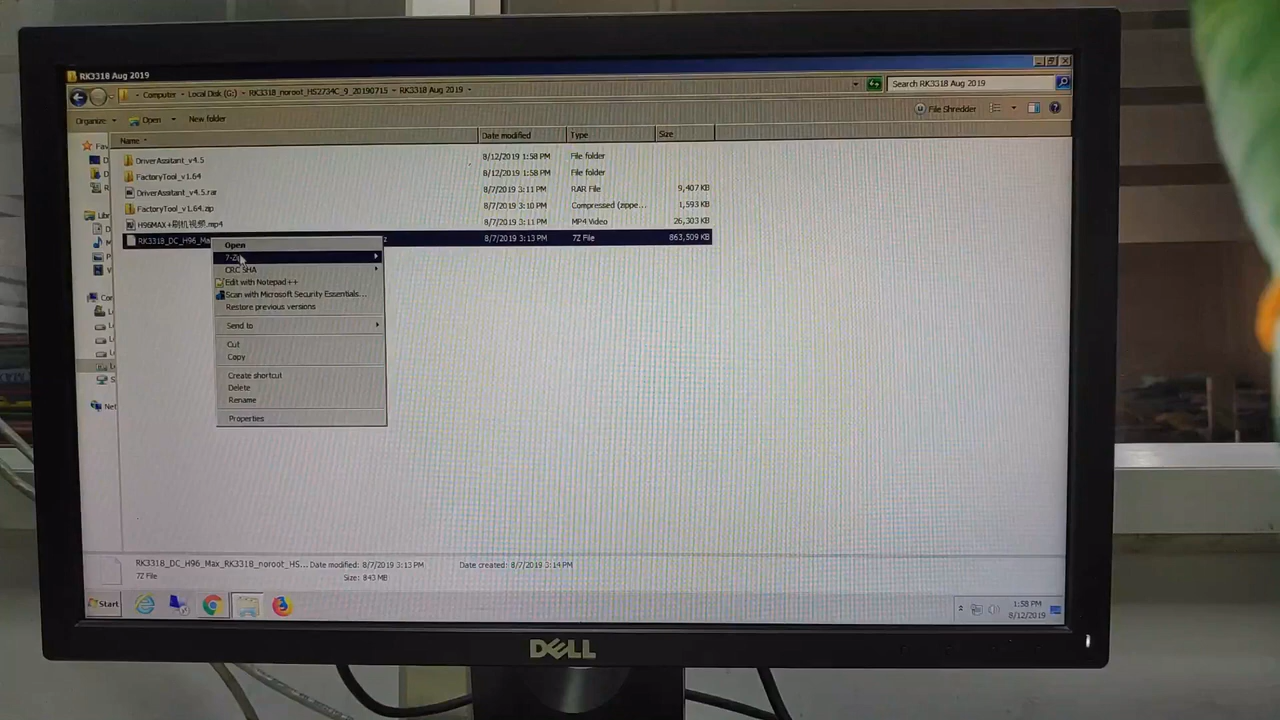 RK3318 Aug 2019
Computer Local Disk (G:) RK3318_noroot_HS2734C_9_20190715 RK3318 Aug 2019
Search RK3318 Aug 2019
Organize Open New folder
File Shredder
Name Date modified Type Size
Fav
DriverAssitant_v4.5 8/12/2019 1:58 PM File folder
FactoryTool_v1.64 8/12/2019 1:58 PM File folder
DriverAssitant_v4.5.rar 8/7/2019 3:11 PM RAR File 9,407 KB
FactoryTool_v1.64.zip 8/7/2019 3:10 PM Compressed (zippe... 1,593 KB
Libr
H96MAX+刷机视频.mp4 8/7/2019 3:11 PM MP4 Video 26,303 KB
RK3318_DC_H96_Ma z 8/7/2019 3:13 PM 7Z File 863,509 KB
Open
7-Zi
CRC SHA
Edit with Notepad++
Scan with Microsoft Security Essentials...
Restore previous versions
Send to
Cut
Copy
Create shortcut
Delete
Rename
Properties
Net
RK3318_DC_H96_Max_RK3318_noroot_HS... Date modified: 8/7/2019 3:13 PM Date created: 8/7/2019 3:14 PM
7Z File Size: 843 MB
Start
1:58 PM
8/12/2019
DELL